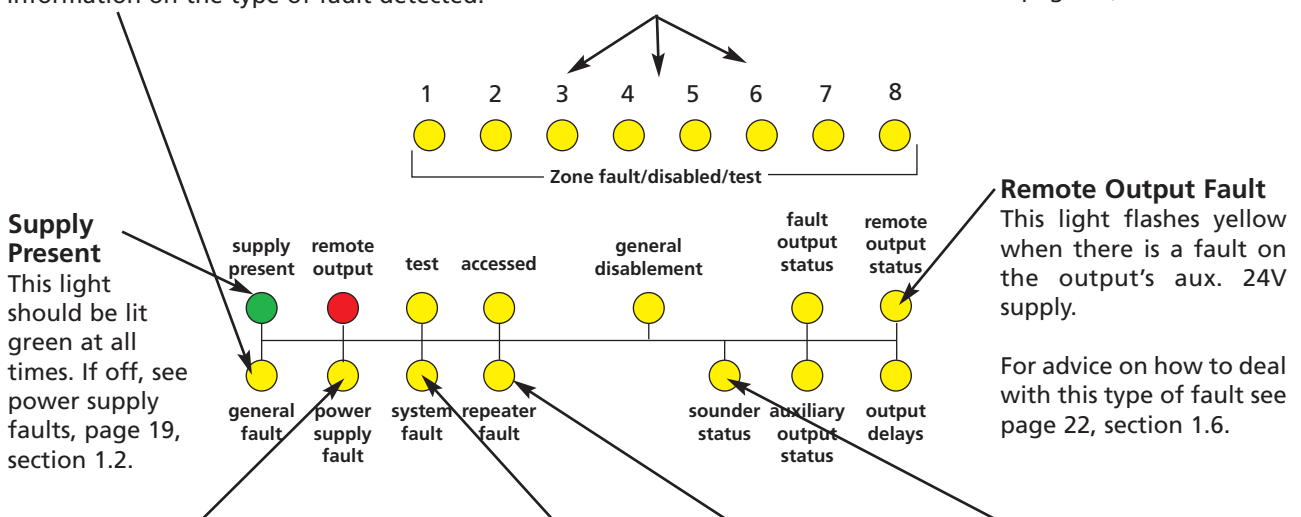 information on the type of fault detected.
1 2 3 4 5 6 7 8
Zone fault/disabled/test
Supply
Present
This light
should be lit
green at all
times. If off, see
power supply
faults, page 19,
section 1.2.
supply
present
remote
output
test
accessed
general
disablement
fault
output
status
remote
output
status
general
fault
power
supply
fault
system
fault
repeater
fault
sounder
status
auxiliary
output
status
output
delays
Remote Output Fault
This light flashes yellow
when there is a fault on
the output's aux. 24V
supply.
For advice on how to deal
with this type of fault see
page 22, section 1.6.